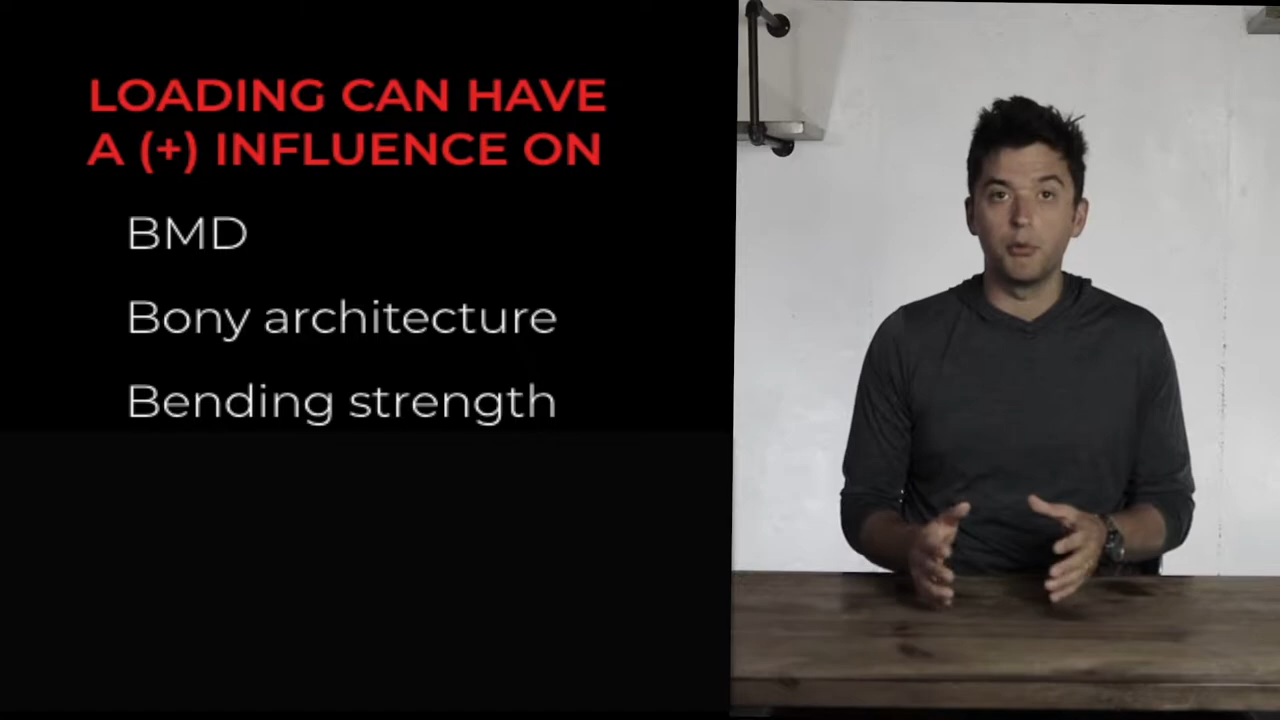 LOADING CAN HAVE
A (+) INFLUENCE ON
BMD
Bony architecture
Bending strength